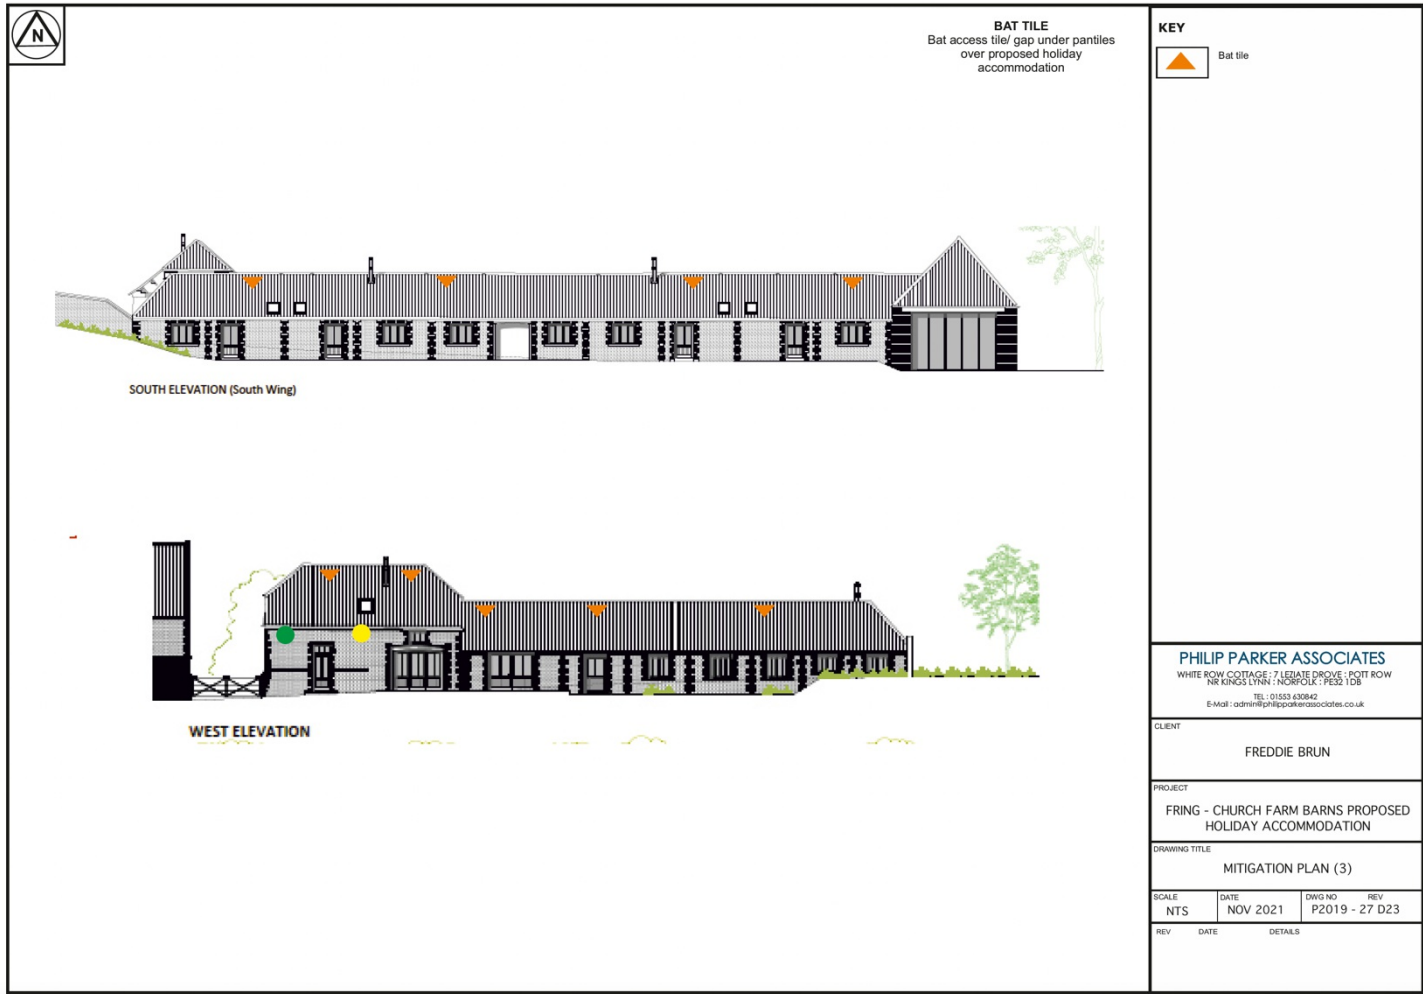 N
BAT TILE
Bat access tile/ gap under pantiles
over proposed holiday
accommodation
KEY
Bat tile
SOUTH ELEVATION (South Wing)
WEST ELEVATION
PHILIP PARKER ASSOCIATES
WHITE ROW COTTAGE : 7 LEZIATE DROVE : POTT ROW
NR KINGS LYNN : NORFOLK : PE32 1DB
TEL : 01553 630842
E-Mail : admin@philipparkerassociates.co.uk
CLIENT
FREDDIE BRUN
PROJECT
FRING - CHURCH FARM BARNS PROPOSED
HOLIDAY ACCOMMODATION
DRAWING TITLE
MITIGATION PLAN (3)
SCALE DATE DWG NO REV
NTS NOV 2021 P2019 - 27 D23
REV DATE DETAILS